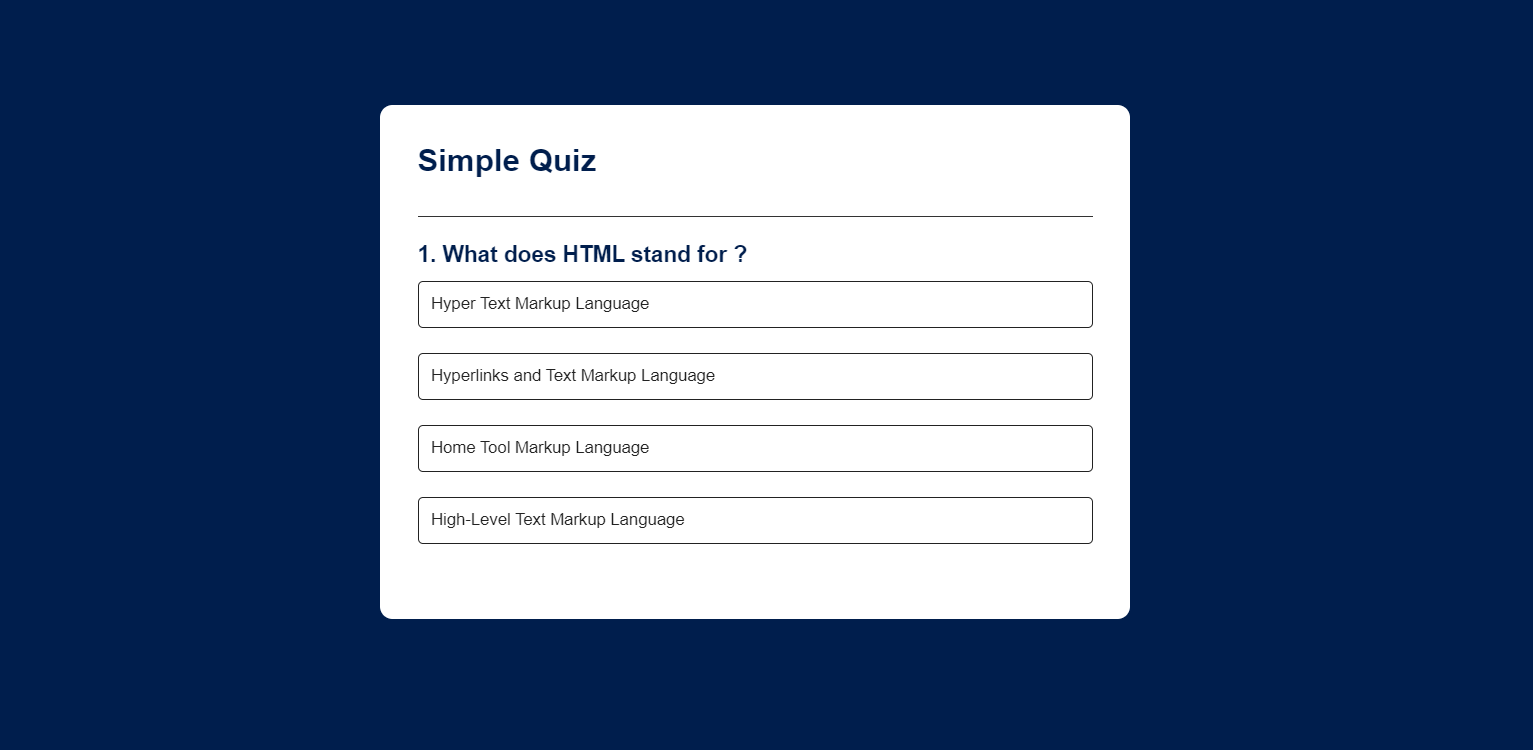 Simple Quiz
1. What does HTML stand for ?
Hyper Text Markup Language
Hyperlinks and Text Markup Language
Home Tool Markup Language
High-Level Text Markup Language